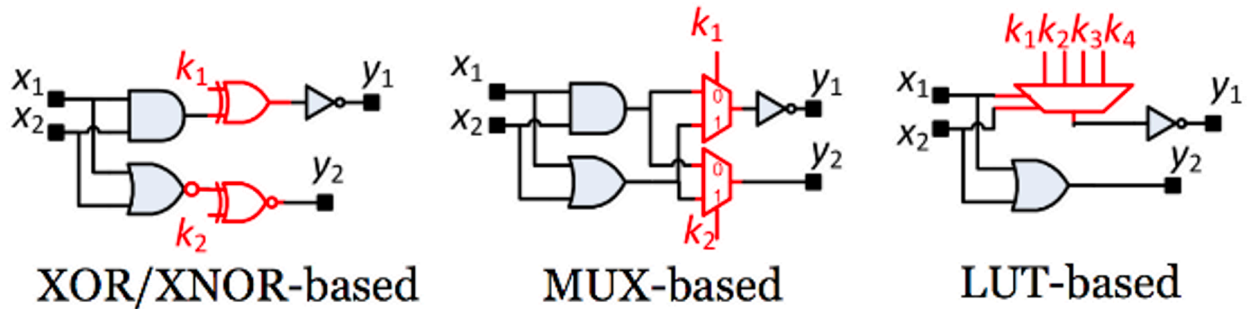 x₁
x₂
k₁
y₁
k₂
y₂
XOR/XNOR-based
x₁
x₂
k₁
0
1
y₁
0
1
y₂
k₂
MUX-based
k₁k₂k₃k₄
x₁
x₂
y₁
y₂
LUT-based